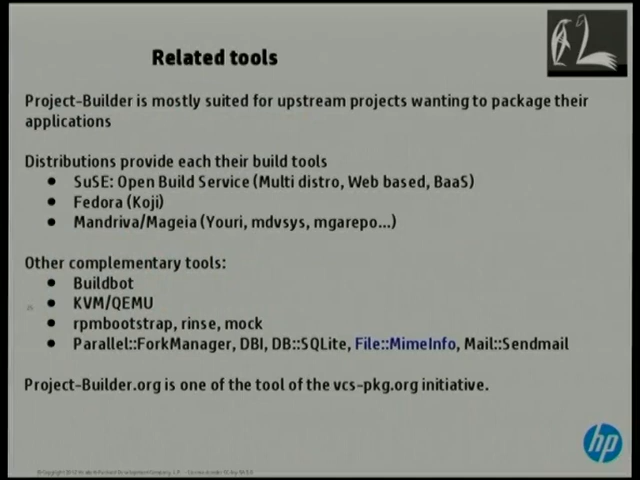 Related tools
Project-Builder is mostly suited for upstream projects wanting to package their
applications
Distributions provide each their build tools
● SuSE: Open Build Service (Multi distro, Web based, BaaS)
● Fedora (Koji)
● Mandriva/Mageia (Youri, mdvsys, mgarepo...)
Other complementary tools:
● Buildbot
● KVM/QEMU
● rpmbootstrap, rinse, mock
● Parallel::ForkManager, DBI, DB::SQLite, File::MimeInfo, Mail::Sendmail
Project-Builder.org is one of the tool of the vcs-pkg.org initiative.
hp